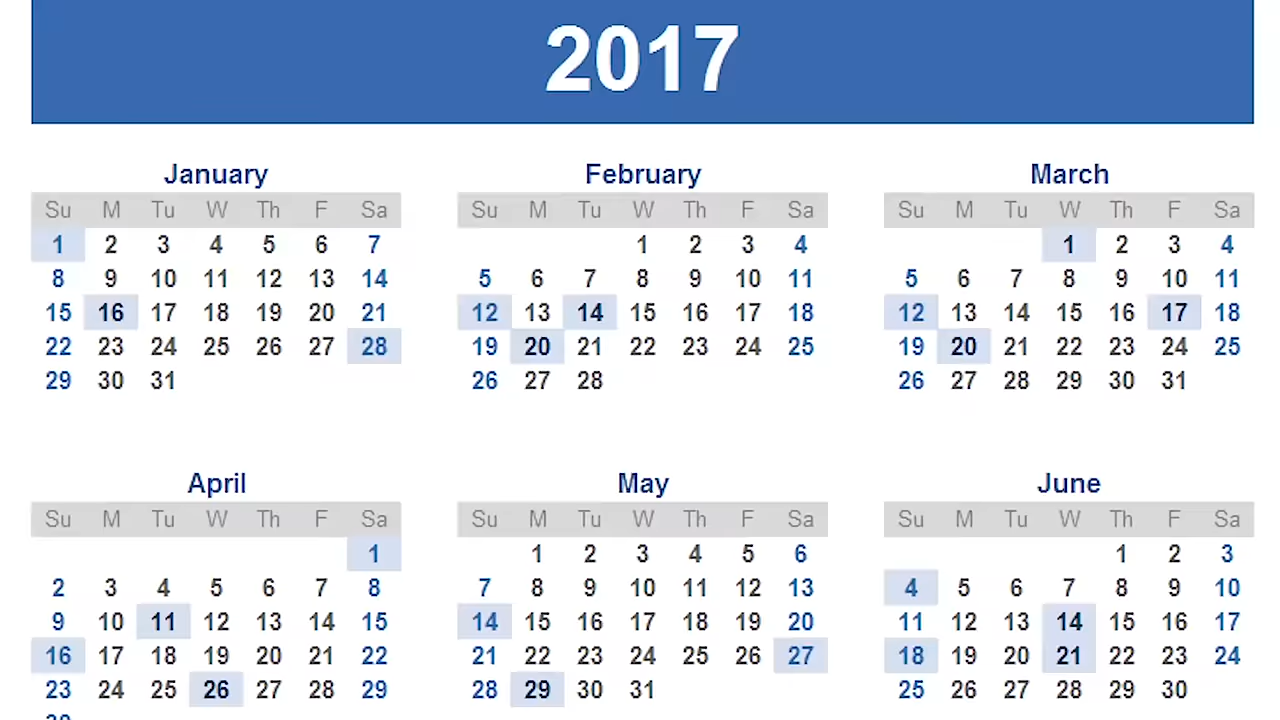 2017
January February March
Su M Tu W Th F Sa Su M Tu W Th F Sa Su M Tu W Th F Sa
1 2 3 4 5 6 7 1 2 3 4 1 2 3 4
8 9 10 11 12 13 14 5 6 7 8 9 10 11 5 6 7 8 9 10 11
15 16 17 18 19 20 21 12 13 14 15 16 17 18 12 13 14 15 16 17 18
22 23 24 25 26 27 28 19 20 21 22 23 24 25 19 20 21 22 23 24 25
29 30 31 26 27 28 26 27 28 29 30 31
April May June
Su M Tu W Th F Sa Su M Tu W Th F Sa Su M Tu W Th F Sa
1 1 2 3 4 5 6 1 2 3
2 3 4 5 6 7 8 7 8 9 10 11 12 13 4 5 6 7 8 9 10
9 10 11 12 13 14 15 14 15 16 17 18 19 20 11 12 13 14 15 16 17
16 17 18 19 20 21 22 21 22 23 24 25 26 27 18 19 20 21 22 23 24
23 24 25 26 27 28 29 28 29 30 31 25 26 27 28 29 30